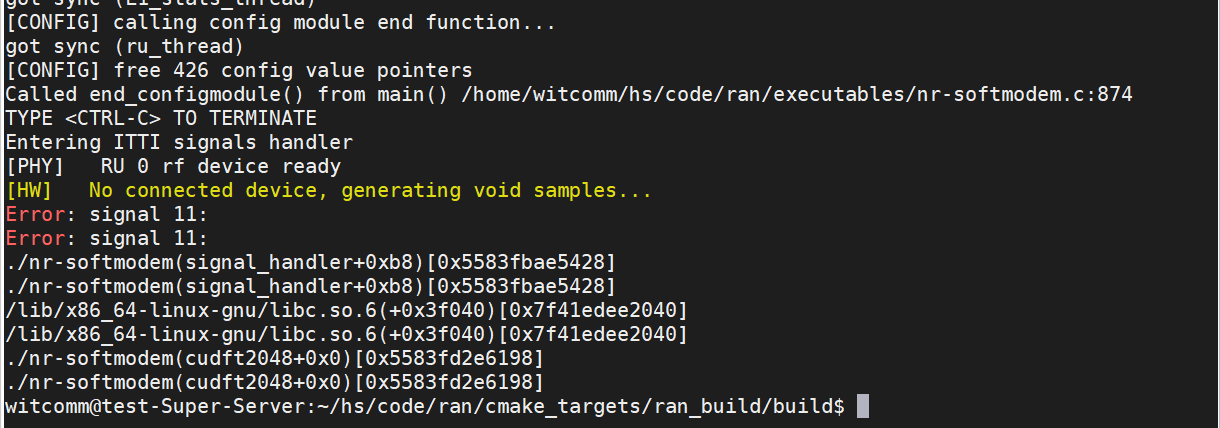 got sync (L1_stats_thread)
[CONFIG] calling config module end function...
got sync (ru_thread)
[CONFIG] free 426 config value pointers
Called end_configmodule() from main() /home/witcomm/hs/code/ran/executables/nr-softmodem.c:874
TYPE <CTRL-C> TO TERMINATE
Entering ITTI signals handler
[PHY]   RU 0 rf device ready
[HW]   No connected device, generating void samples...
Error: signal 11:
Error: signal 11:
./nr-softmodem(signal_handler+0xb8)[0x5583fbae5428]
./nr-softmodem(signal_handler+0xb8)[0x5583fbae5428]
/lib/x86_64-linux-gnu/libc.so.6(+0x3f040)[0x7f41edee2040]
/lib/x86_64-linux-gnu/libc.so.6(+0x3f040)[0x7f41edee2040]
./nr-softmodem(cudft2048+0x0)[0x5583fd2e6198]
./nr-softmodem(cudft2048+0x0)[0x5583fd2e6198]
witcomm@test-Super-Server:~/hs/code/ran/cmake_targets/ran_build/build$